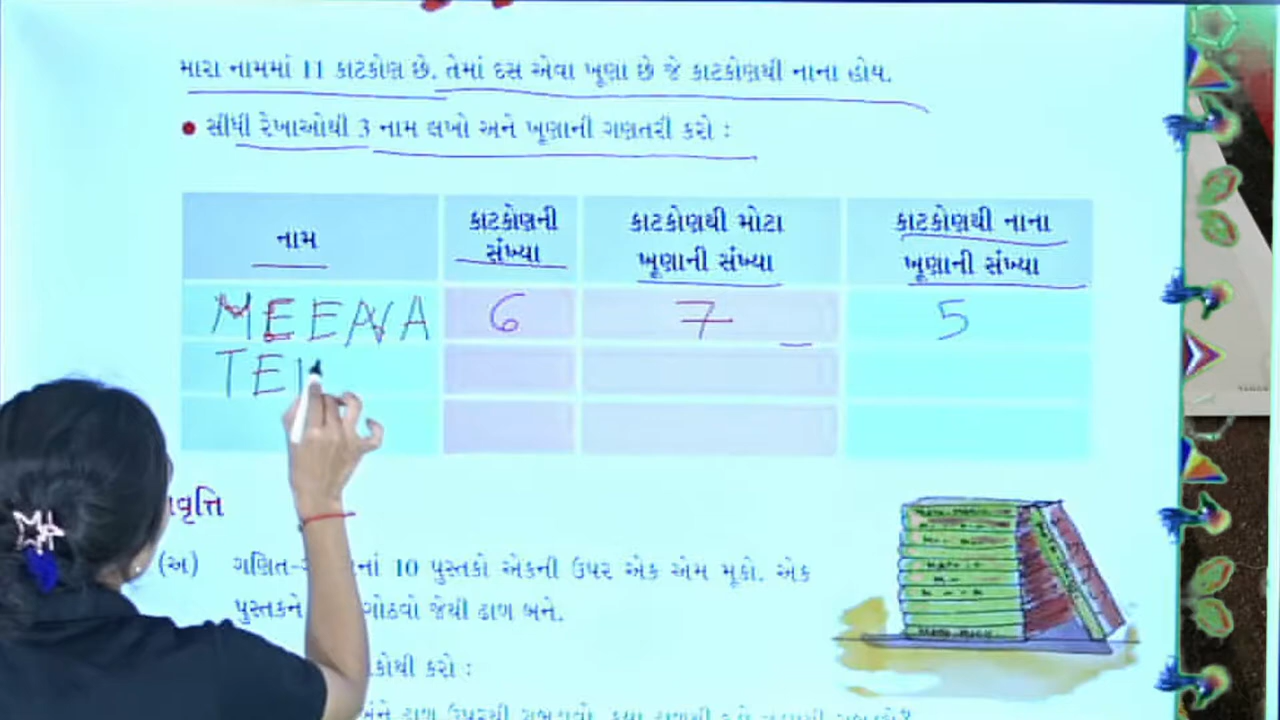 મારા નામમાં 11 કાટકોણ છે. તેમાં દસ એવા ખૂણા છે જે કાટકોણથી નાના હોય.
● સીધી રેખાઓથી 3 નામ લખો અને ખૂણાની ગણતરી કરો :
નામ
કાટકોણની
સંખ્યા
કાટકોણથી મોટા
ખૂણાની સંખ્યા
કાટકોણથી નાના
ખૂણાની સંખ્યા
MEENA 6 7 5
TE
વૃત્તિ
(અ) 10 પુસ્તકો એકની ઉપર એક એમ મૂકો. એક
પુસ્તકને ગોઠવો જેથી ઢાળ બને.
કરો :